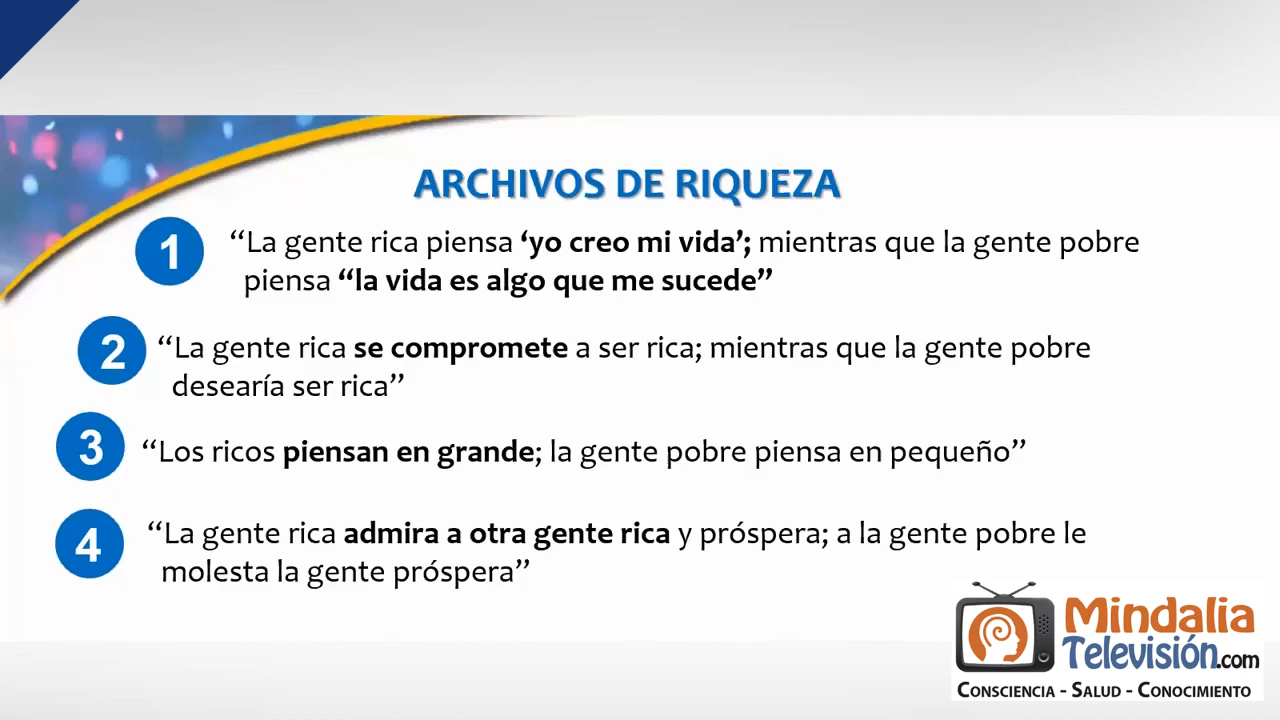 ARCHIVOS DE RIQUEZA
1
“La gente rica piensa ‘yo creo mi vida’; mientras que la gente pobre
piensa “la vida es algo que me sucede”
2
“La gente rica se compromete a ser rica; mientras que la gente pobre
desearía ser rica”
3
“Los ricos piensan en grande; la gente pobre piensa en pequeño”
4
“La gente rica admira a otra gente rica y próspera; a la gente pobre le
molesta la gente próspera”
Mindalia
Televisión.com
CONSCIENCIA - SALUD - CONOCIMIENTO